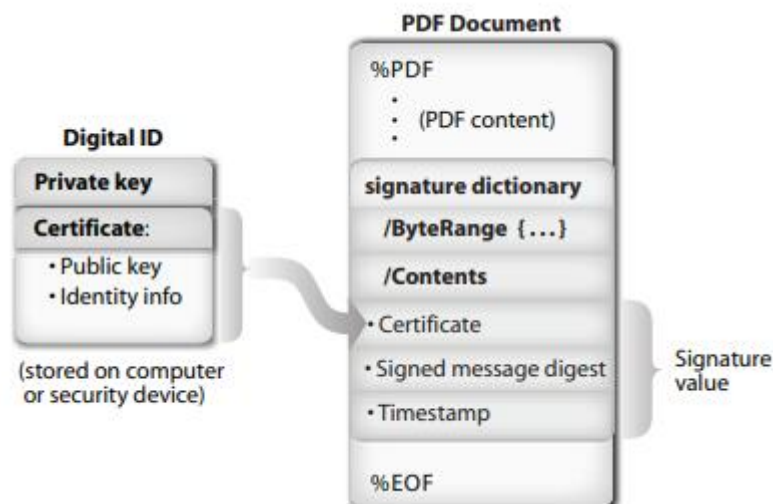 PDF Document
%PDF
•
• (PDF content)
•
Digital ID
Private key
Certificate:
• Public key
• Identity info
(stored on computer
or security device)
signature dictionary
/ByteRange {...}
/Contents
• Certificate
• Signed message digest
• Timestamp
%EOF
Signature
value